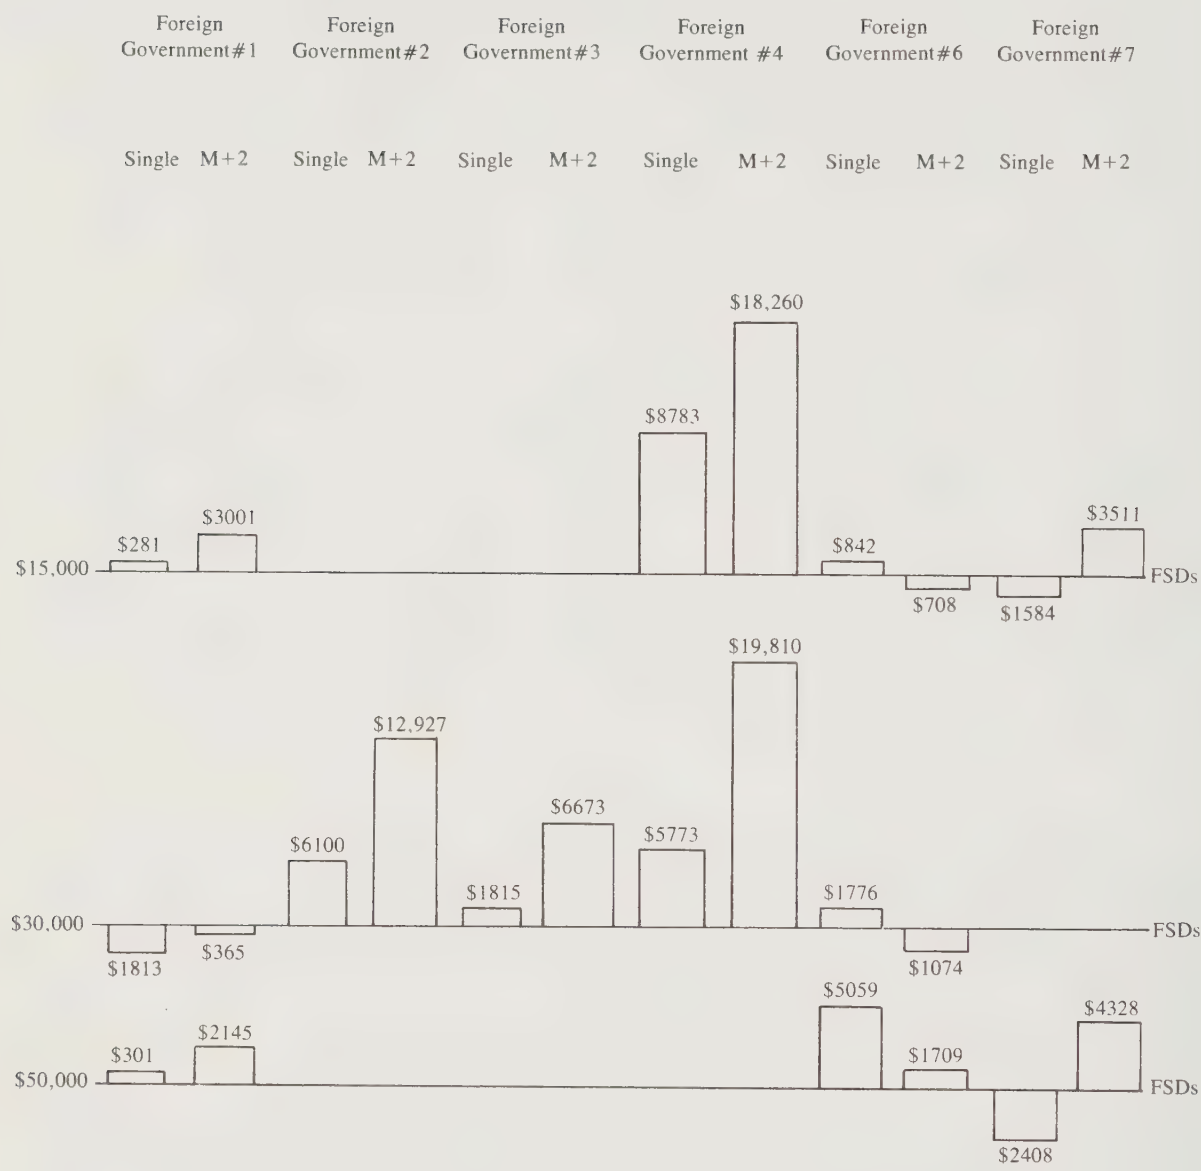 Foreign Government#1
Foreign Government#2
Foreign Government#3
Foreign Government #4
Foreign Government#6
Foreign Government#7
Single M+2 Single M+2 Single M+2 Single M+2 Single M+2 Single M+2
$18,260
$8783
$3001
$3511
$281
$842
$15,000
FSDs
$708
$1584
$19,810
$12,927
$6673
$6100
$5773
$1815
$1776
$30,000
FSDs
$1813
$365
$1074
$5059
$4328
$2145
$301
$1709
$50,000
FSDs
$2408